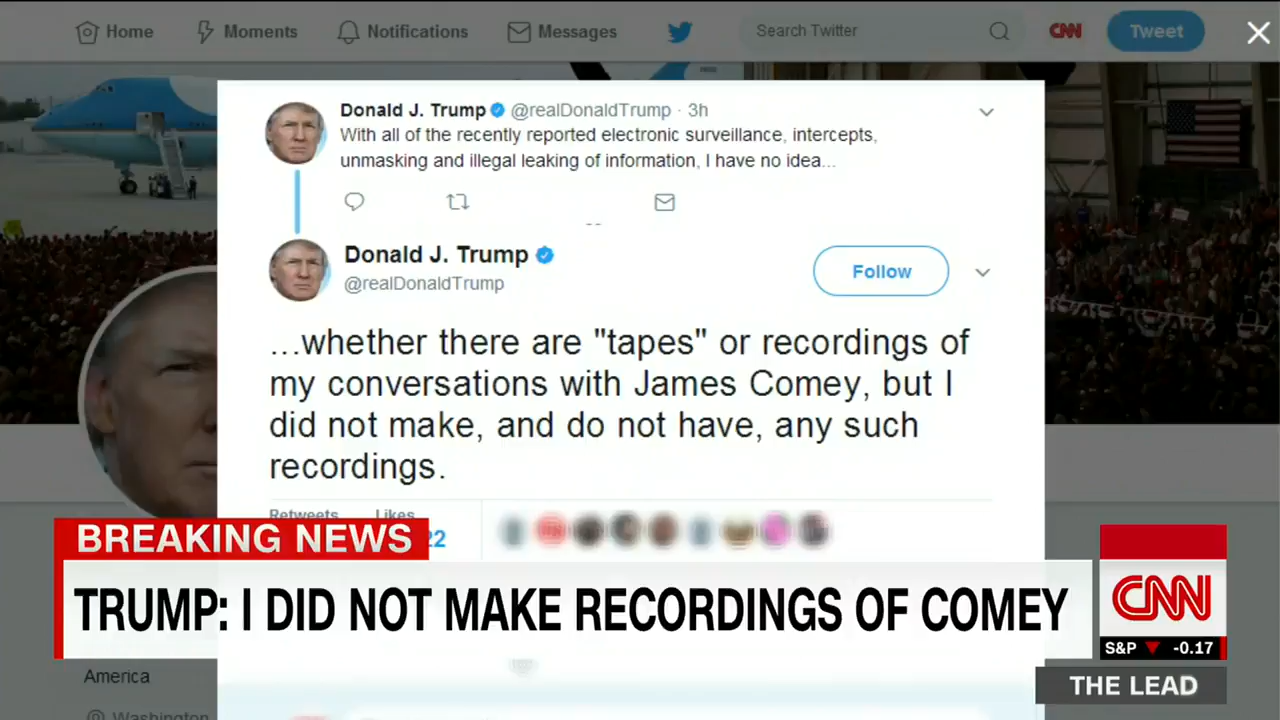 Home Moments Notifications Messages Search Twitter CNN Tweet
Donald J. Trump @realDonaldTrump · 3h
With all of the recently reported electronic surveillance, intercepts,
unmasking and illegal leaking of information, I have no idea...
Donald J. Trump
@realDonaldTrump
Follow
...whether there are "tapes" or recordings of
my conversations with James Comey, but I
did not make, and do not have, any such
recordings.
Retweets Likes
22
BREAKING NEWS
TRUMP: I DID NOT MAKE RECORDINGS OF COMEY
CNN
S&P -0.17
THE LEAD
America
Washington